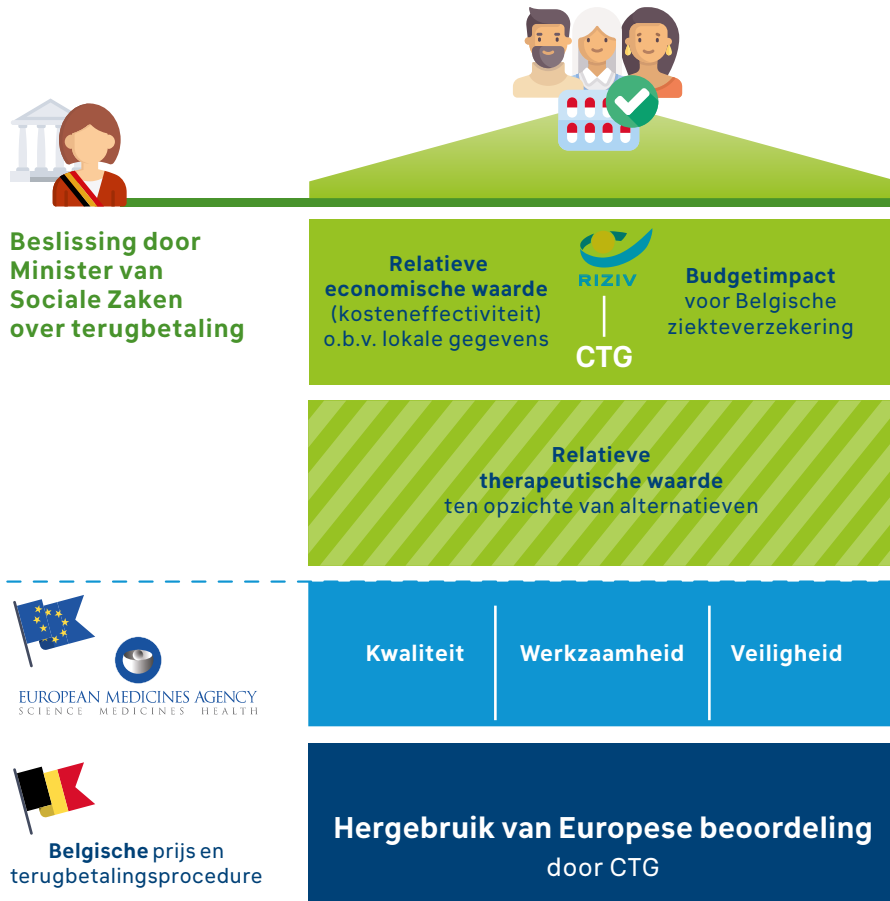 Beslissing door
Minister van
Sociale Zaken
over terugbetaling
Relatieve
economische waarde
(kosteneffectiviteit)
o.b.v. lokale gegevens
RIZIV
CTG
Budgetimpact
voor Belgische
ziekteverzekering
Relatieve
therapeutische waarde
ten opzichte van alternatieven
EUROPEAN MEDICINES AGENCY
SCIENCE MEDICINES HEALTH
Kwaliteit
Werkzaamheid
Veiligheid
Belgische prijs en
terugbetalingsprocedure
Hergebruik van Europese beoordeling
door CTG